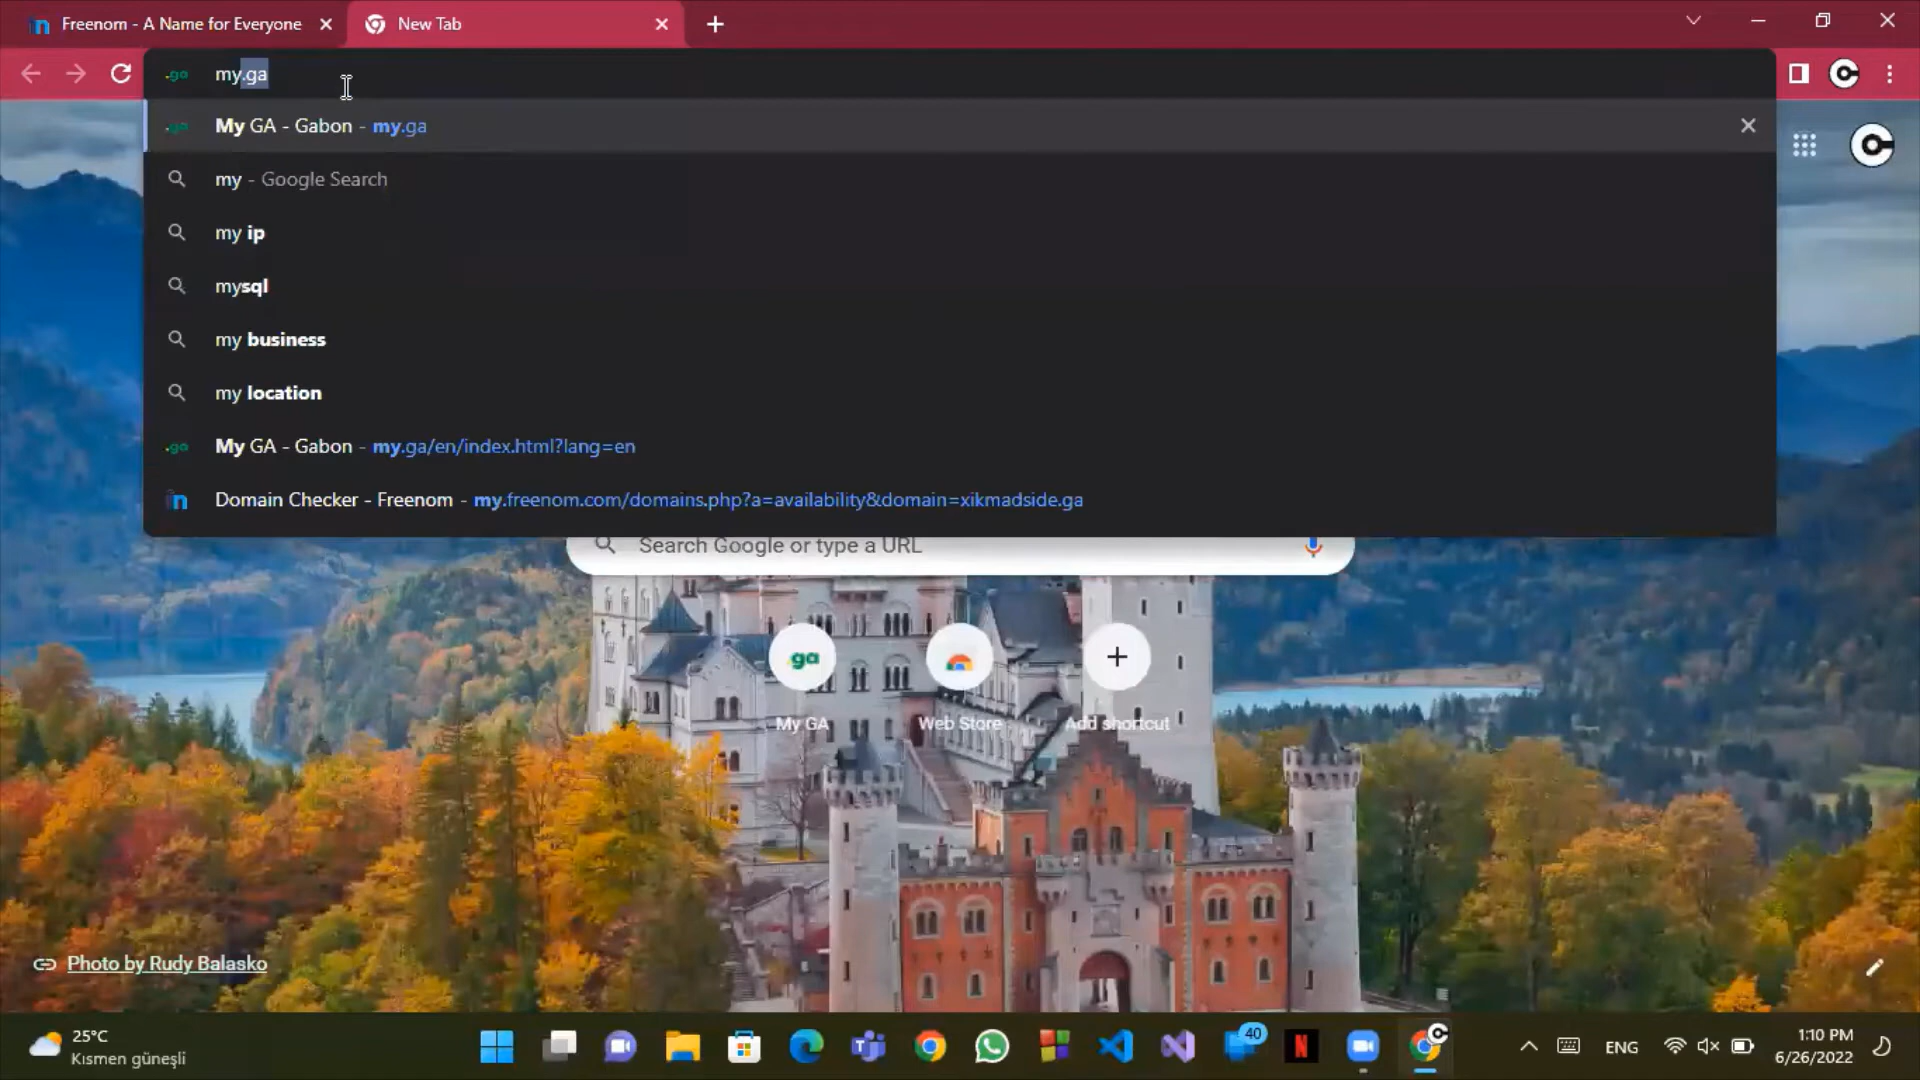 Freenom - A Name for Everyone
New Tab
.ga my.ga
.ga My GA - Gabon - my.ga
my - Google Search
my ip
mysql
my business
my location
.ga My GA - Gabon - my.ga/en/index.html?lang=en
Domain Checker - Freenom - my.freenom.com/domains.php?a=availability&domain=xikmadside.ga
Search Google or type a URL
ga
My GA
Web Store
Add shortcut
Photo by Rudy Balasko
25°C
Kısmen güneşli
40
N
ENG
1:10 PM
6/26/2022